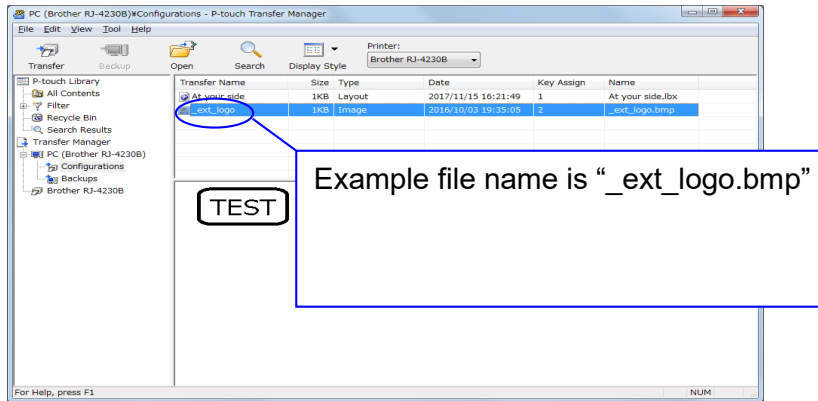 PC (Brother RJ-4230B)¥Configurations - P-touch Transfer Manager
File Edit View Tool Help
Transfer Backup Open Search Display Style Printer:
Brother RJ-4230B
P-touch Library
All Contents
Filter
Recycle Bin
Search Results
Transfer Manager
PC (Brother RJ-4230B)
Configurations
Backups
Brother RJ-4230B
Transfer Name Size Type Date Key Assign Name
At your side 1KB Layout 2017/11/15 16:21:49 1 At your side.lbx
_ext_logo 1KB Image 2016/10/03 19:35:05 2 _ext_logo.bmp
Example file name is “_ext_logo.bmp”
TEST
For Help, press F1 NUM